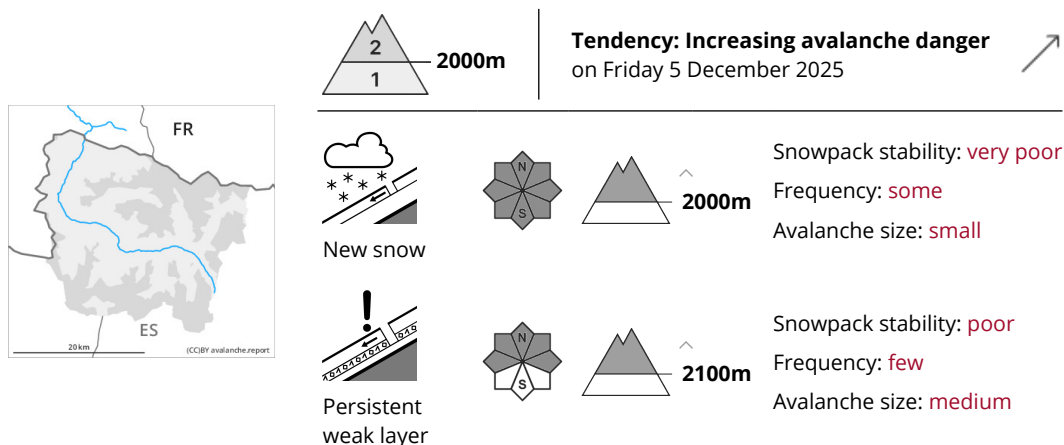 2
1
2000m
Tendency: Increasing avalanche danger
on Friday 5 December 2025
FR
ES
20 km
(CC)BY avalanche.report
New snow
N
S
2000m
Snowpack stability: very poor
Frequency: some
Avalanche size: small
Persistent
weak layer
N
S
2100m
Snowpack stability: poor
Frequency: few
Avalanche size: medium